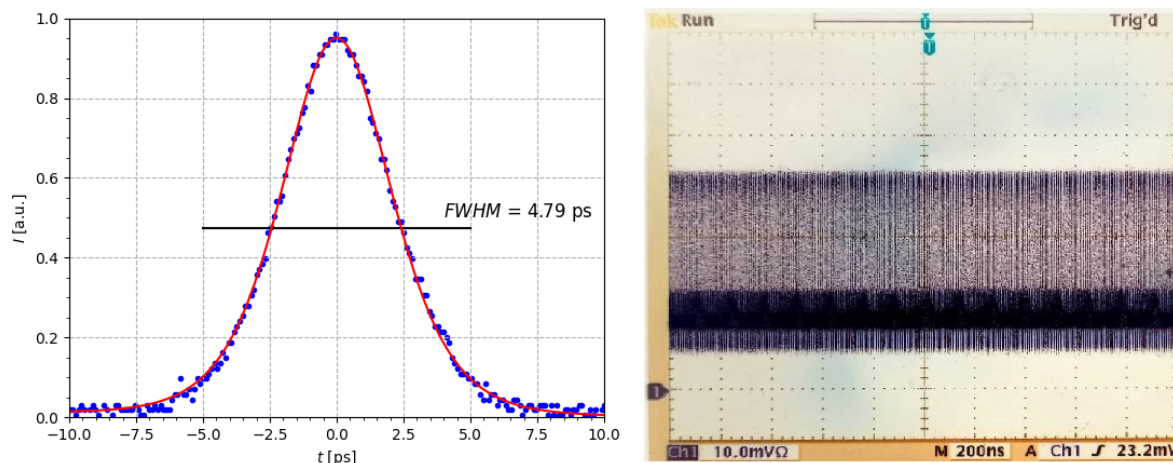 1.0
0.8
0.6
0.4
0.2
0.0
I [a.u.]
FWHM = 4.79 ps
−10.0 −7.5 −5.0 −2.5 0.0 2.5 5.0 7.5 10.0
t [ps]
Tek Run Trig'd
T
T
1
Ch1 10.0mVΩ M 200ns A Ch1 ƒ 23.2mV